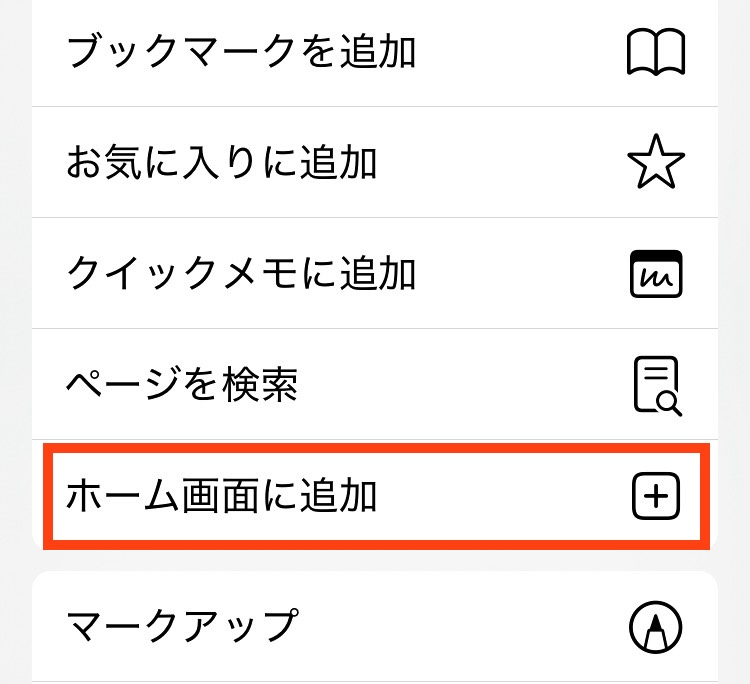 ブックマークを追加
お気に入りに追加
クイックメモに追加
ページを検索
ホーム画面に追加
マークアップ